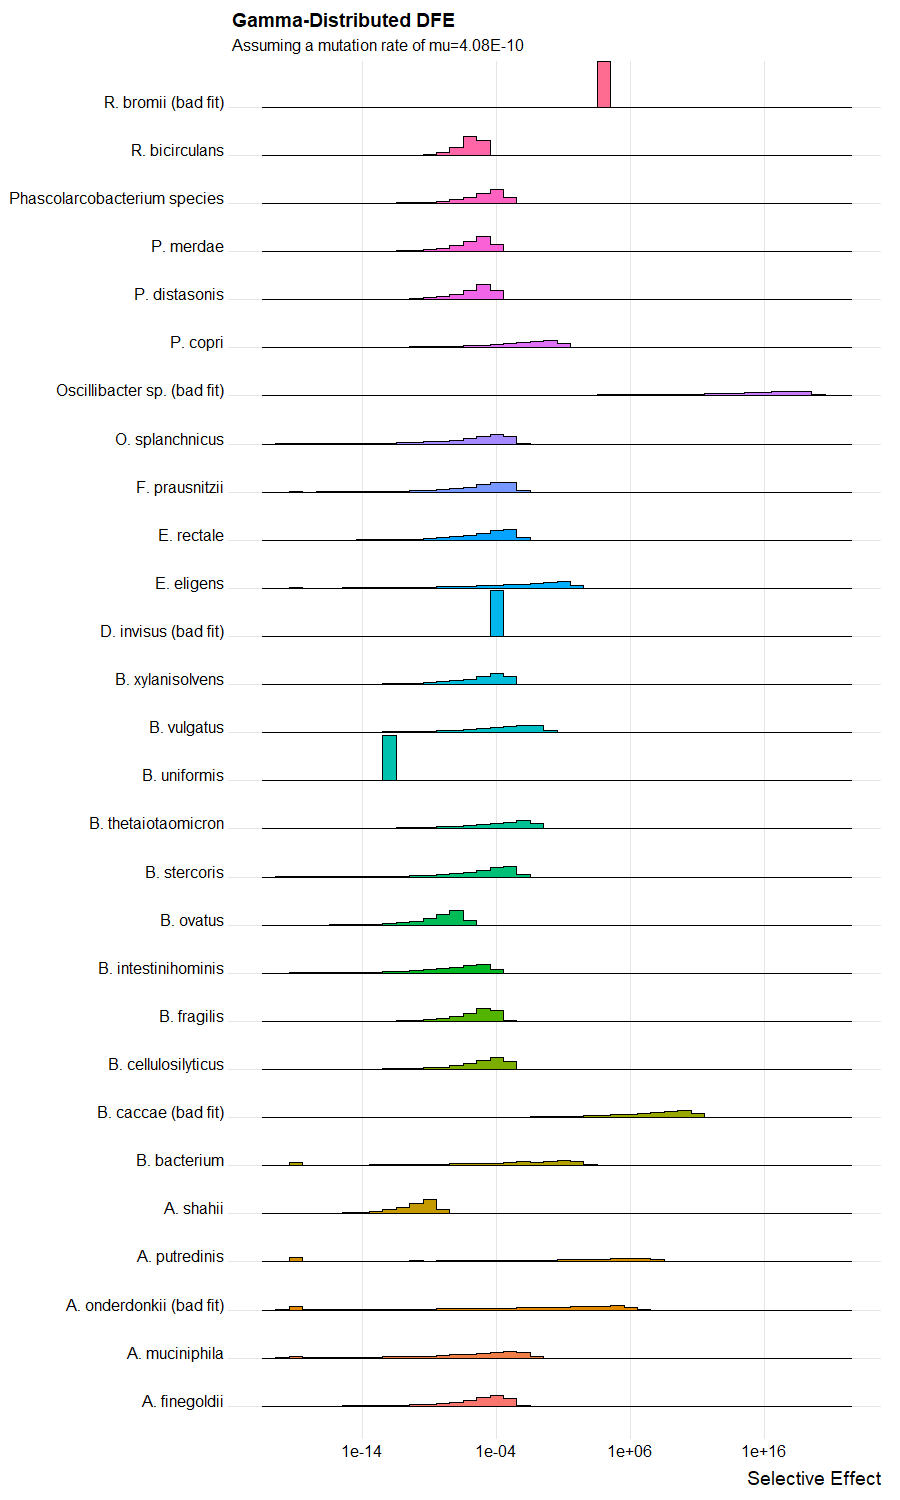 Gamma-Distributed DFE
Assuming a mutation rate of mu=4.08E-10
R. bromii (bad fit)
R. bicirculans
Phascolarcobacterium species
P. merdae
P. distasonis
P. copri
Oscillibacter sp. (bad fit)
O. splanchnicus
F. prausnitzii
E. rectale
E. eligens
D. invisus (bad fit)
B. xylanisolvens
B. vulgatus
B. uniformis
B. thetaiotaomicron
B. stercoris
B. ovatus
B. intestinihominis
B. fragilis
B. cellulosilyticus
B. caccae (bad fit)
B. bacterium
A. shahii
A. putredinis
A. onderdonkii (bad fit)
A. muciniphila
A. finegoldii
1e-14 1e-04 1e+06 1e+16
Selective Effect